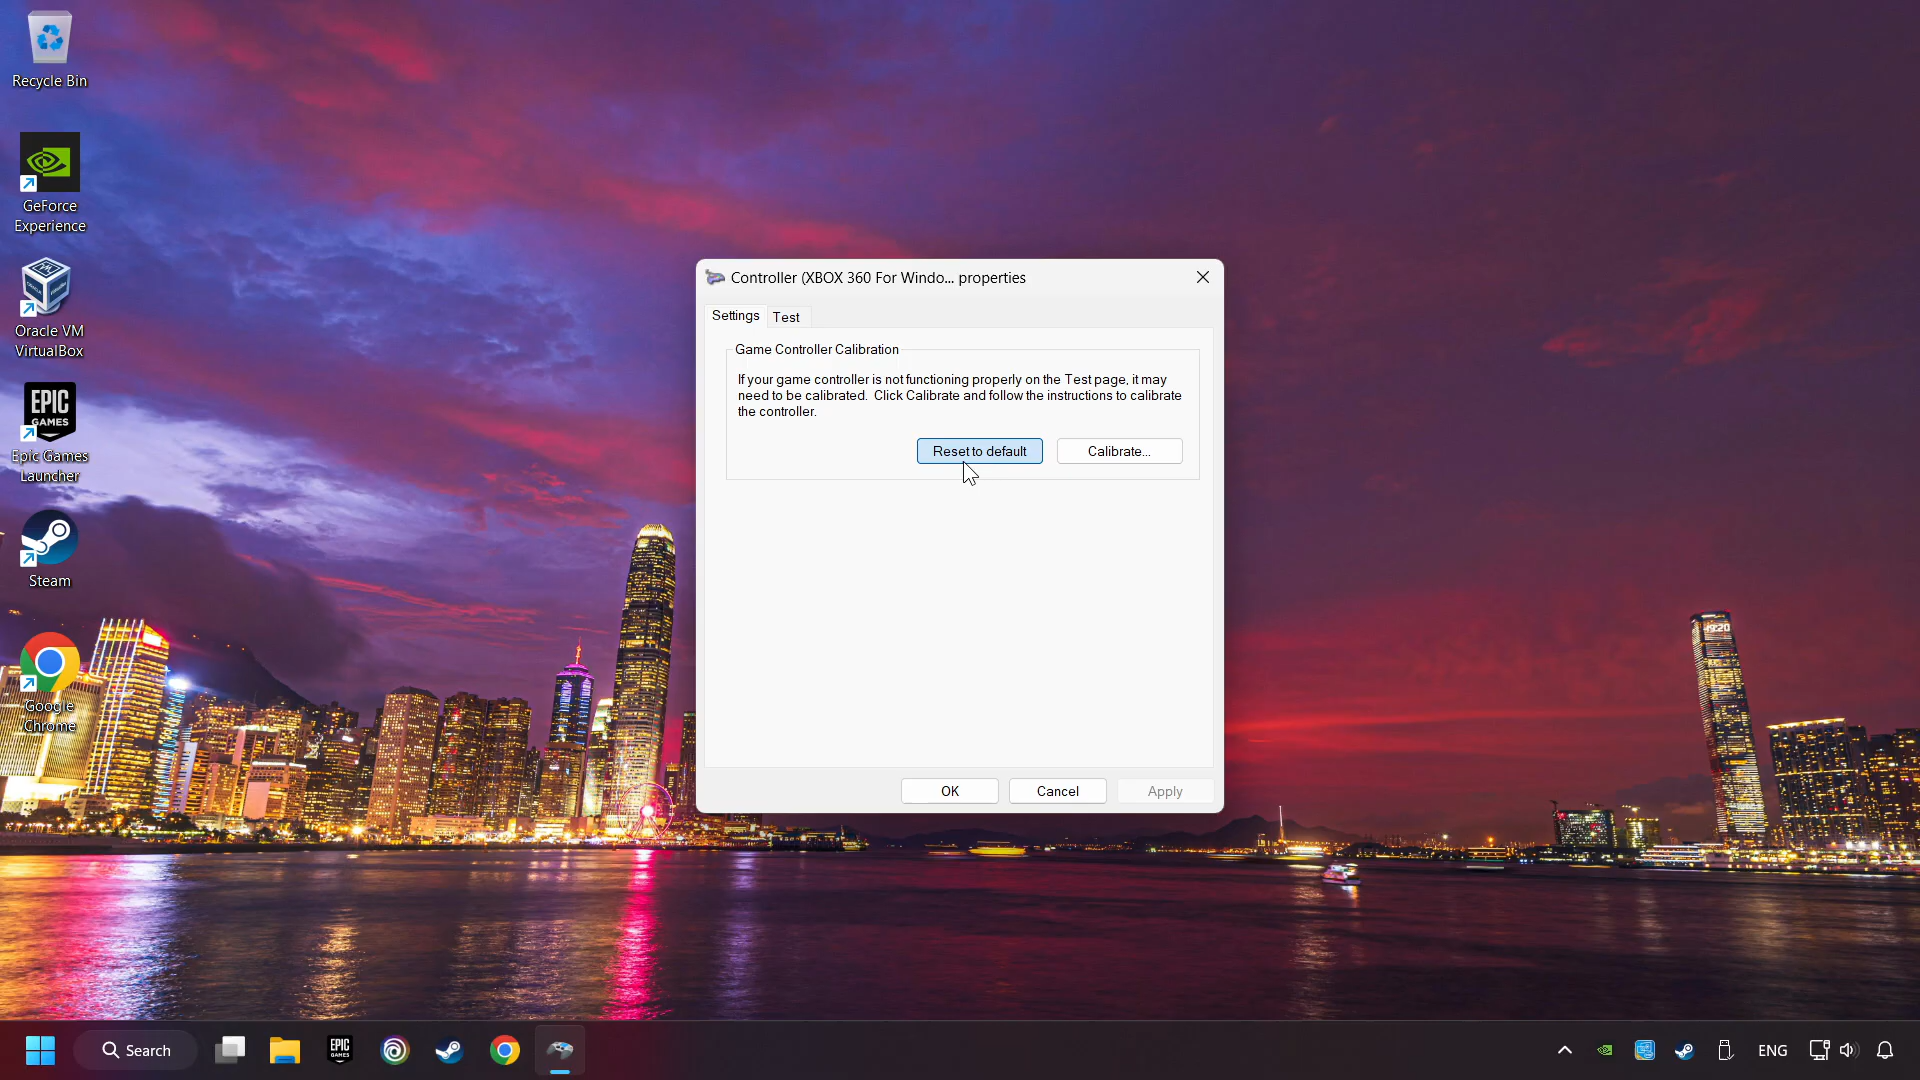 Recycle Bin
GeForce
Experience
Oracle VM
VirtualBox
EPIC
GAMES
Epic Games
Launcher
Steam
Google
Chrome
Controller (XBOX 360 For Windo... properties
Settings
Test
Game Controller Calibration
If your game controller is not functioning properly on the Test page, it may
need to be calibrated. Click Calibrate and follow the instructions to calibrate
the controller.
Reset to default
Calibrate...
OK
Cancel
Apply
Search
EPIC
GAMES
ENG